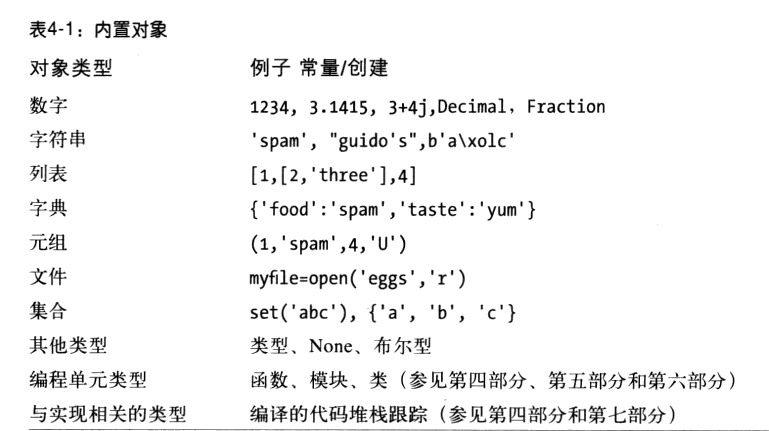 表4-1：内置对象
对象类型 例子 常量/创建
数字 1234, 3.1415, 3+4j,Decimal, Fraction
字符串 'spam', "guido's",b'a\xolc'
列表 [1,[2,'three'],4]
字典 {'food':'spam','taste':'yum'}
元组 (1,'spam',4,'U')
文件 myfile=open('eggs','r')
集合 set('abc'), {'a', 'b', 'c'}
其他类型 类型、None、布尔型
编程单元类型 函数、模块、类（参见第四部分、第五部分和第六部分）
与实现相关的类型 编译的代码堆栈跟踪（参见第四部分和第七部分）